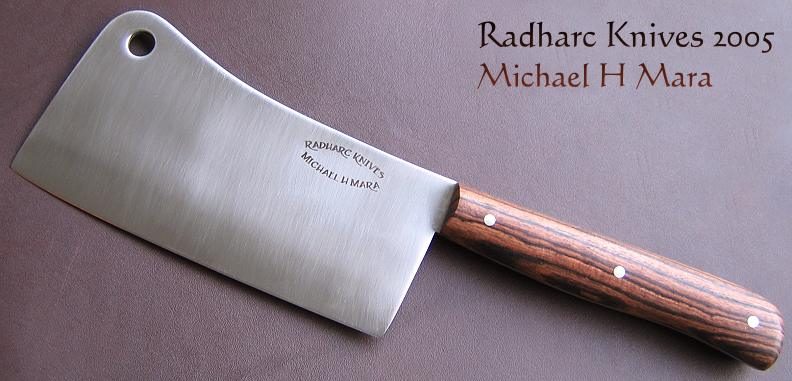 Radharc Knives 2005
Michael H Mara
RADHARC KNIVES
MICHAEL H MARA